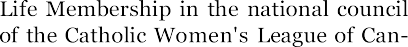 Life Membership in the national council
of the Catholic Women's League of Can-